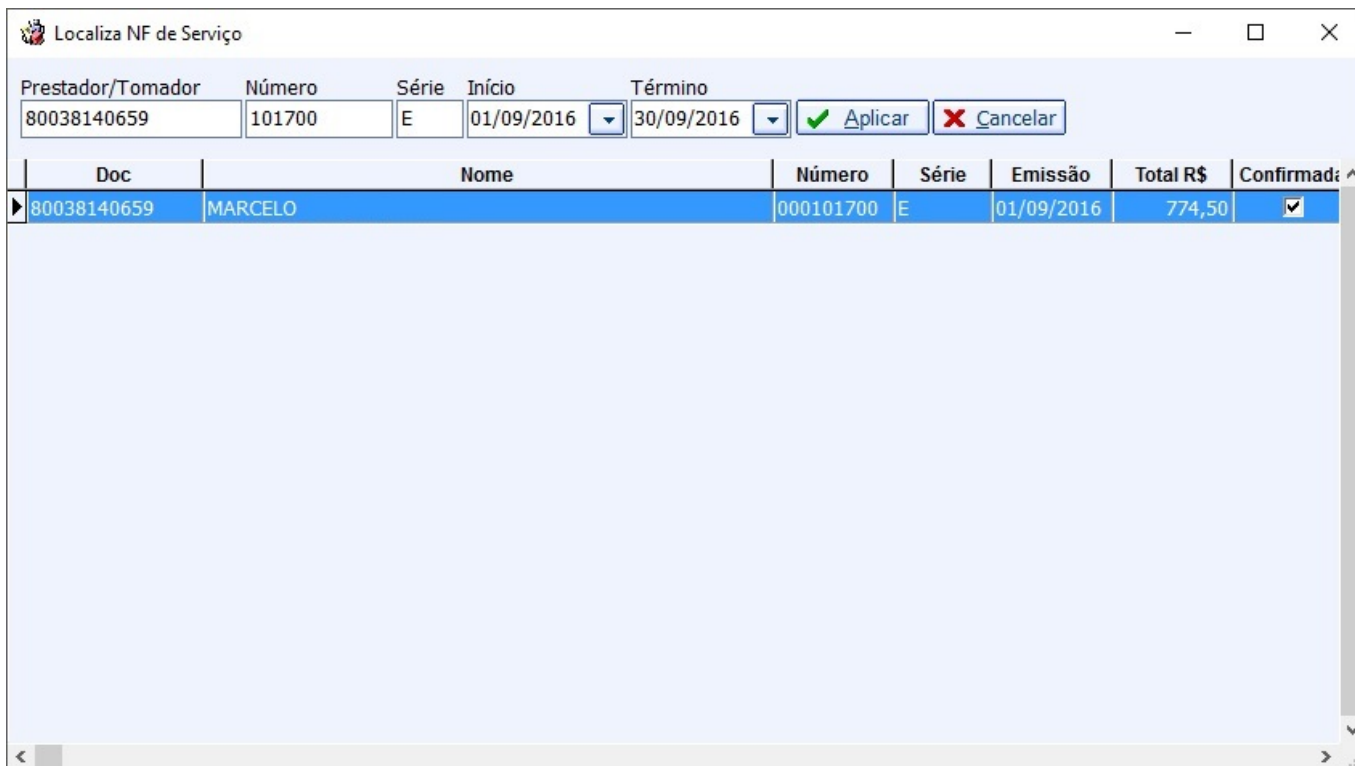 Localiza NF de Serviço
Prestador/Tomador Número Série Início Término
80038140659 101700 E 01/09/2016 30/09/2016 Aplicar Cancelar
Doc Nome Número Série Emissão Total R$ Confirmada
80038140659 MARCELO 000101700 E 01/09/2016 774,50